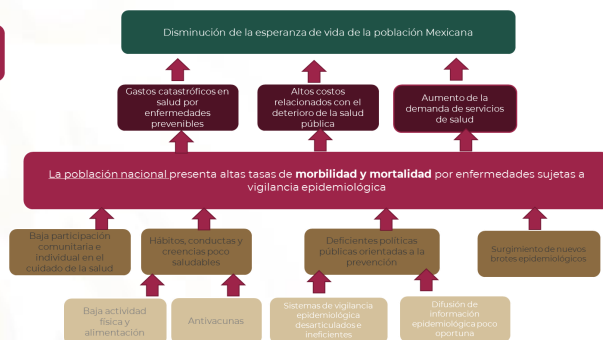 Disminución de la esperanza de vida de la población Mexicana
Gastos catastróficos en
salud por
enfermedades
prevenibles
Altos costos
relacionados con el
deterioro de la salud
pública
Aumento de la
demanda de servicios
de salud
La población nacional presenta altas tasas de morbilidad y mortalidad por enfermedades sujetas a
vigilancia epidemiológica
Baja participación
comunitaria e
individual en el
cuidado de la salud
Hábitos, conductas y
creencias poco
saludables
Deficientes políticas
públicas orientadas a la
prevención
Surgimiento de nuevos
brotes epidemiológicos
Baja actividad
física y
alimentación
Antivacunas
Sistemas de vigilancia
epidemiológica
desarticulados e
ineficientes
Difusión de
información
epidemiológica poco
oportuna